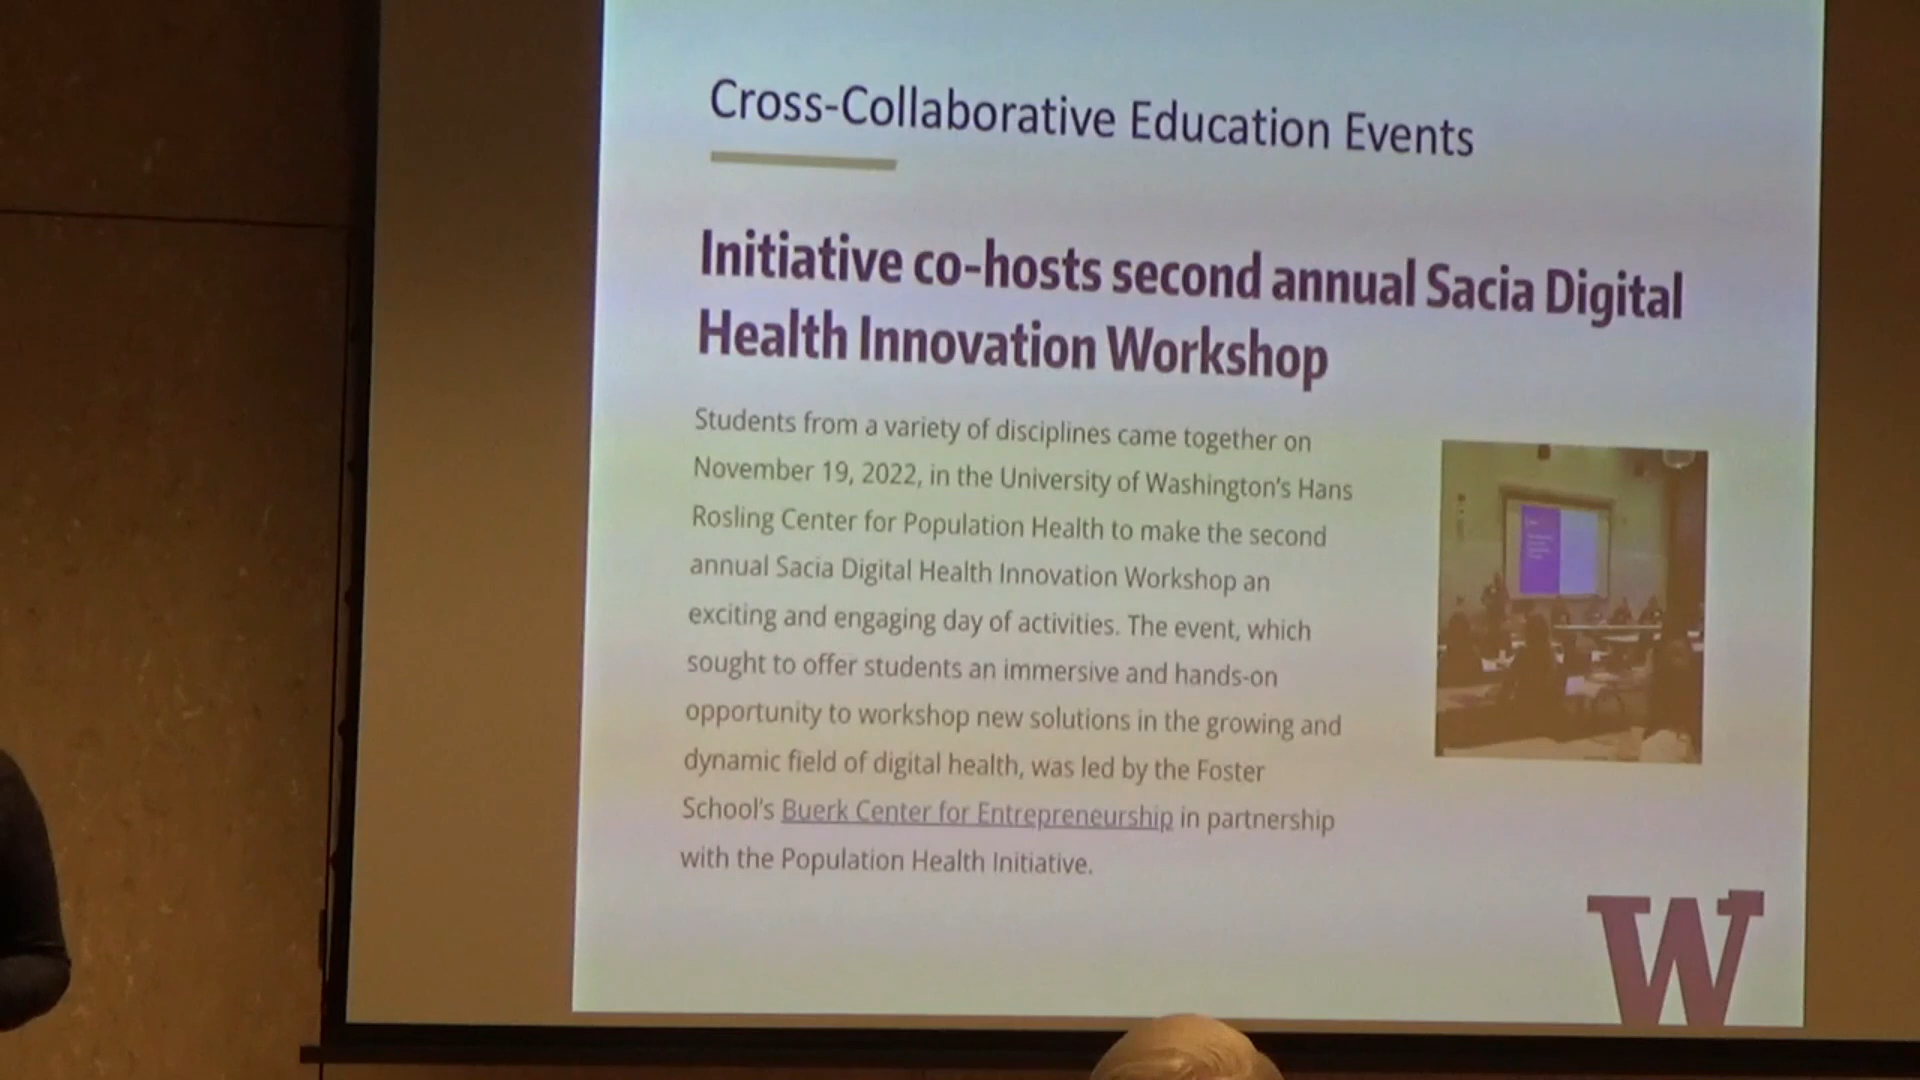 Cross-Collaborative Education Events
Initiative co-hosts second annual Sacia Digital
Health Innovation Workshop
Students from a variety of disciplines came together on
November 19, 2022, in the University of Washington's Hans
Rosling Center for Population Health to make the second
annual Sacia Digital Health Innovation Workshop an
exciting and engaging day of activities. The event, which
sought to offer students an immersive and hands-on
opportunity to workshop new solutions in the growing and
dynamic field of digital health, was led by the Foster
School's Buerk Center for Entrepreneurship in partnership
with the Population Health Initiative.
W